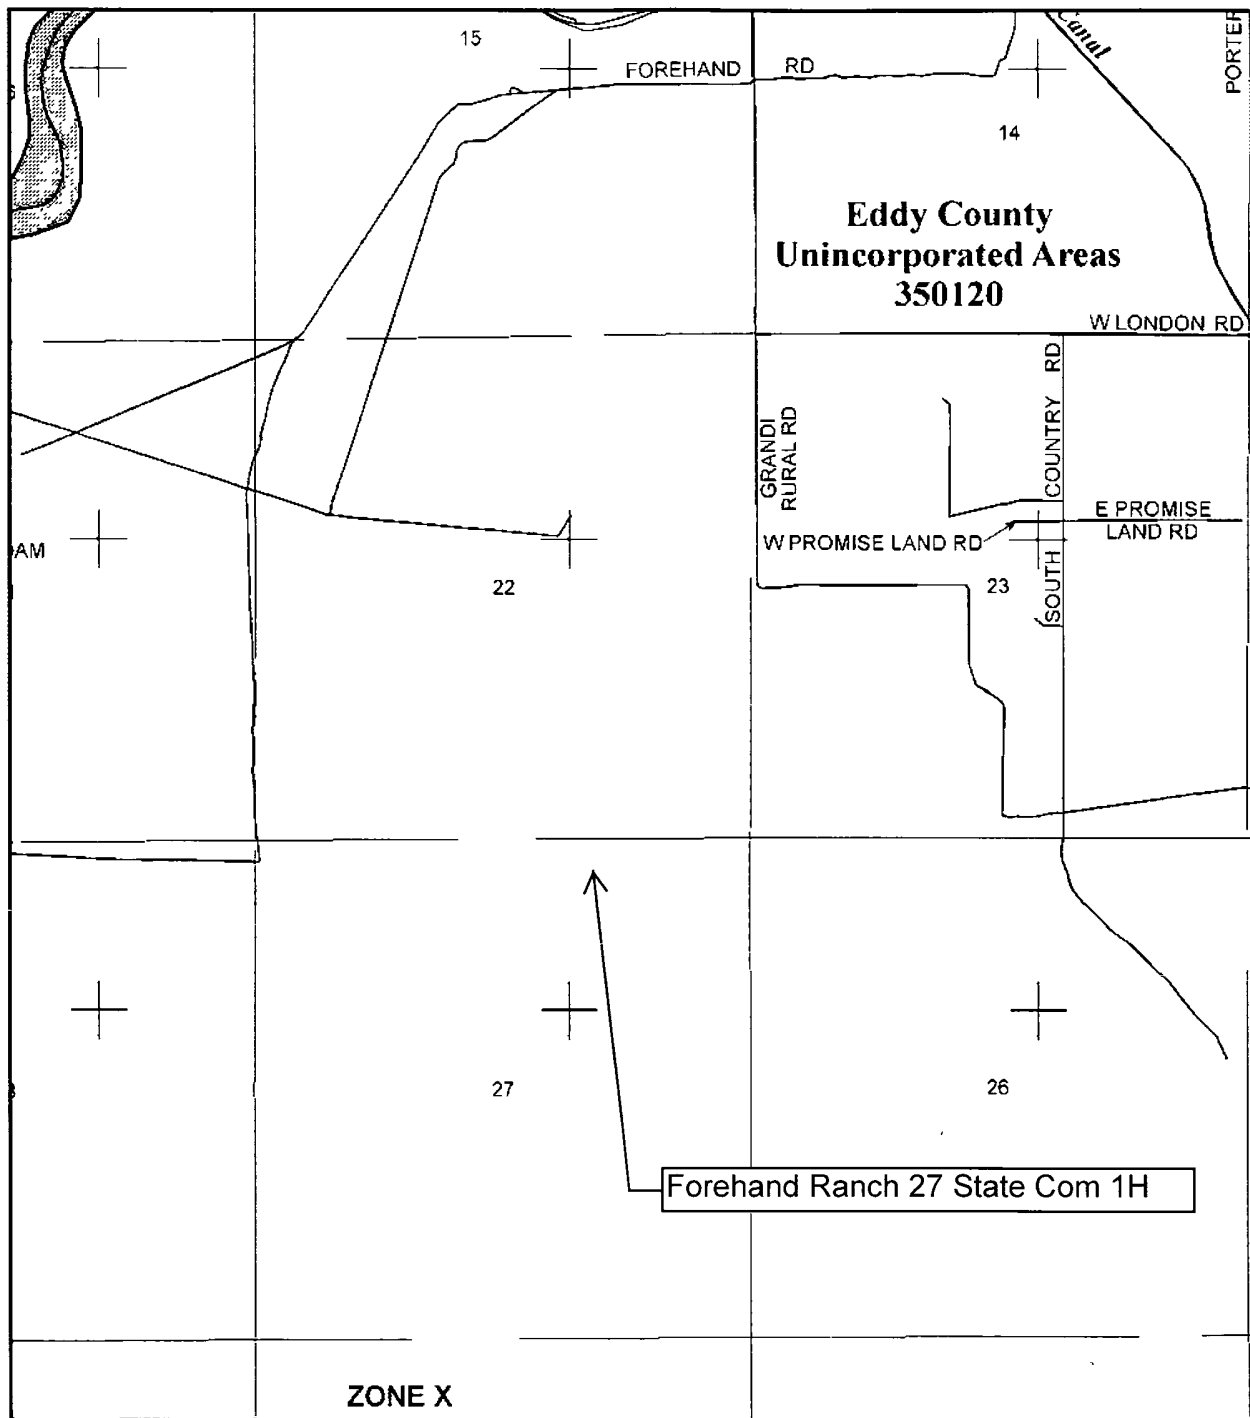 15
FOREHAND RD
Canal
PORTER
14
Eddy County
Unincorporated Areas
350120
W LONDON RD
GRANDI
RURAL RD
SOUTH COUNTRY RD
E PROMISE
LAND RD
W PROMISE LAND RD
AM
22
23
27
26
Forehand Ranch 27 State Com 1H
ZONE X